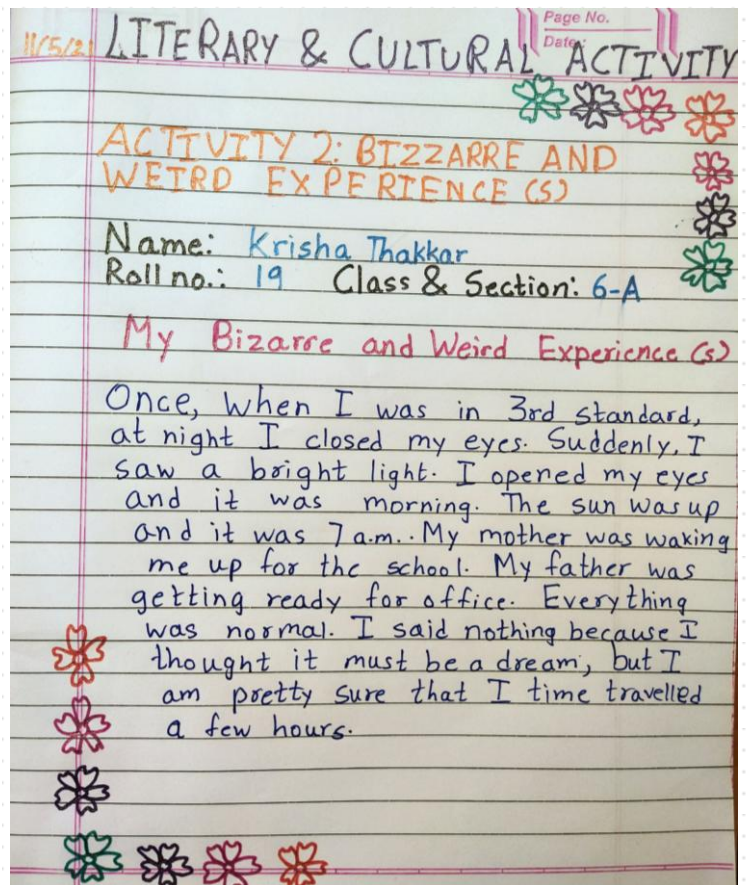 Page No.
Date:
11/5/21 LITERARY & CULTURAL ACTIVITY
ACTIVITY 2: BIZZARRE AND
WEIRD EXPERIENCE (S)
Name: Krisha Thakkar
Roll no.: 19 Class & Section: 6-A
My Bizarre and Weird Experience (s)
Once, when I was in 3rd standard,
at night I closed my eyes. Suddenly, I
saw a bright light. I opened my eyes
and it was morning. The sun was up
and it was 7 a.m.. My mother was waking
me up for the school. My father was
getting ready for office. Everything
was normal. I said nothing because I
thought it must be a dream, but I
am pretty sure that I time travelled
a few hours.